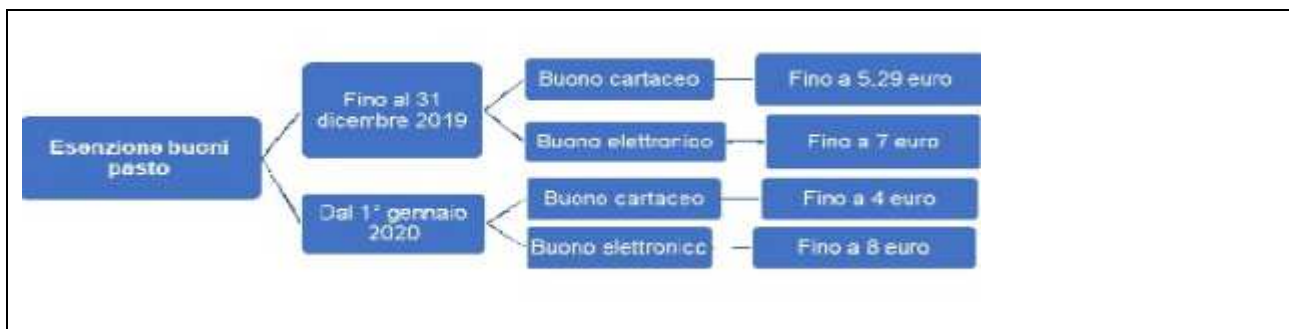 Esenzione buoni
pasto
Fino al 31
dicembre 2019
Buono cartaceo
Fino a 5.29 euro
Buono elettronico
Fino a 7 euro
Dal 1° gennaio
2020
Buono cartaceo
Fino a 4 euro
Buono elettronico
Fino a 8 euro